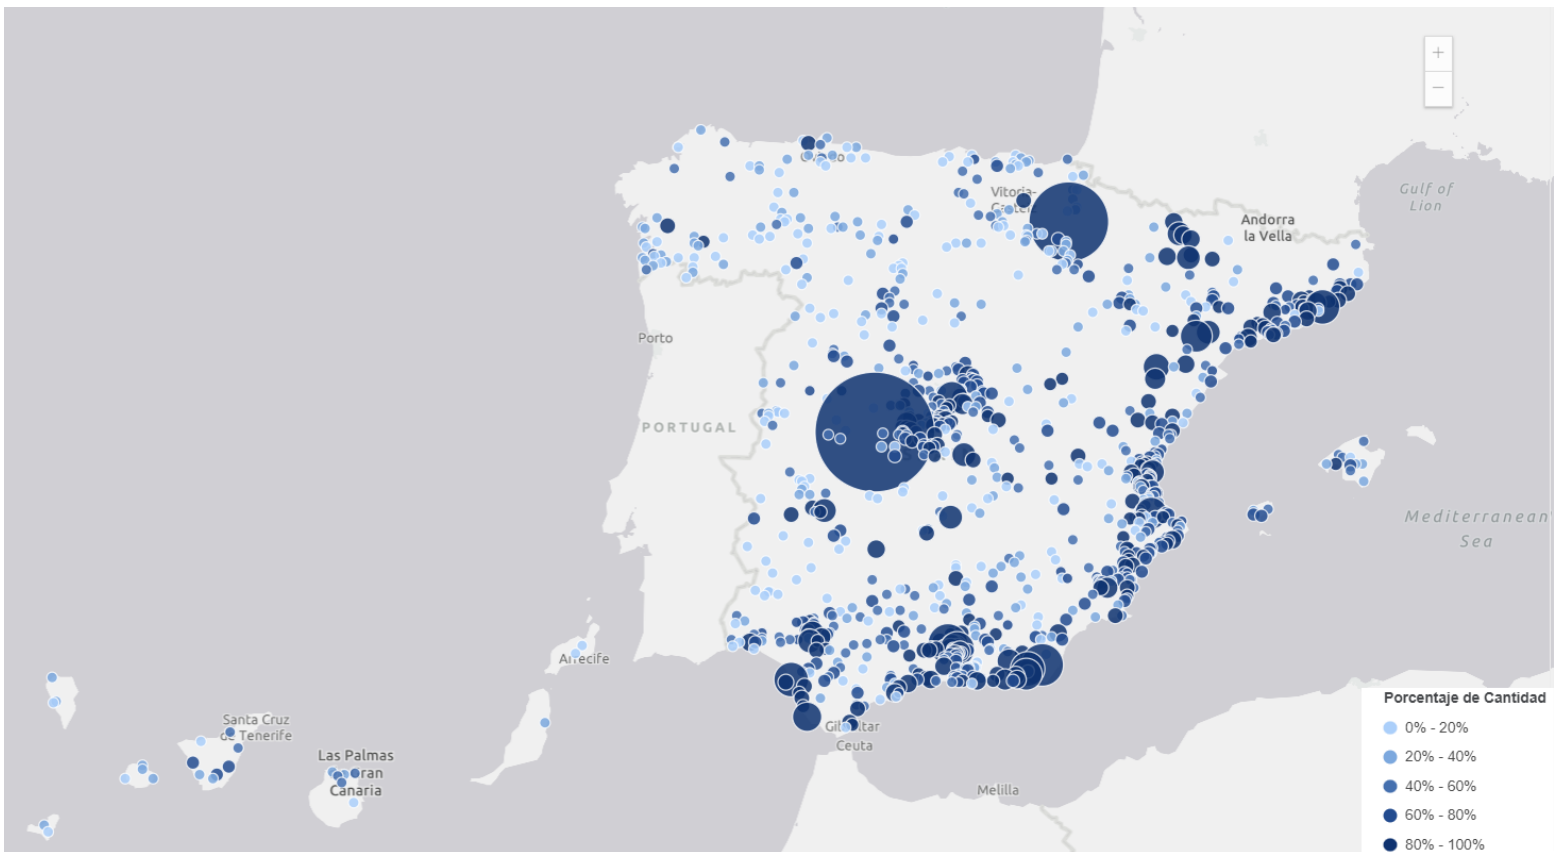 +
−
Gulf of
Lion
Vitoria-
Andorra
la Vella
Porto
PORTUGAL
Mediterranean
Sea
Arrecife
Santa Cruz
de Tenerife
Las Palmas
Canaria
Gibraltar
Ceuta
Melilla
Porcentaje de Cantidad
0% - 20%
20% - 40%
40% - 60%
60% - 80%
80% - 100%